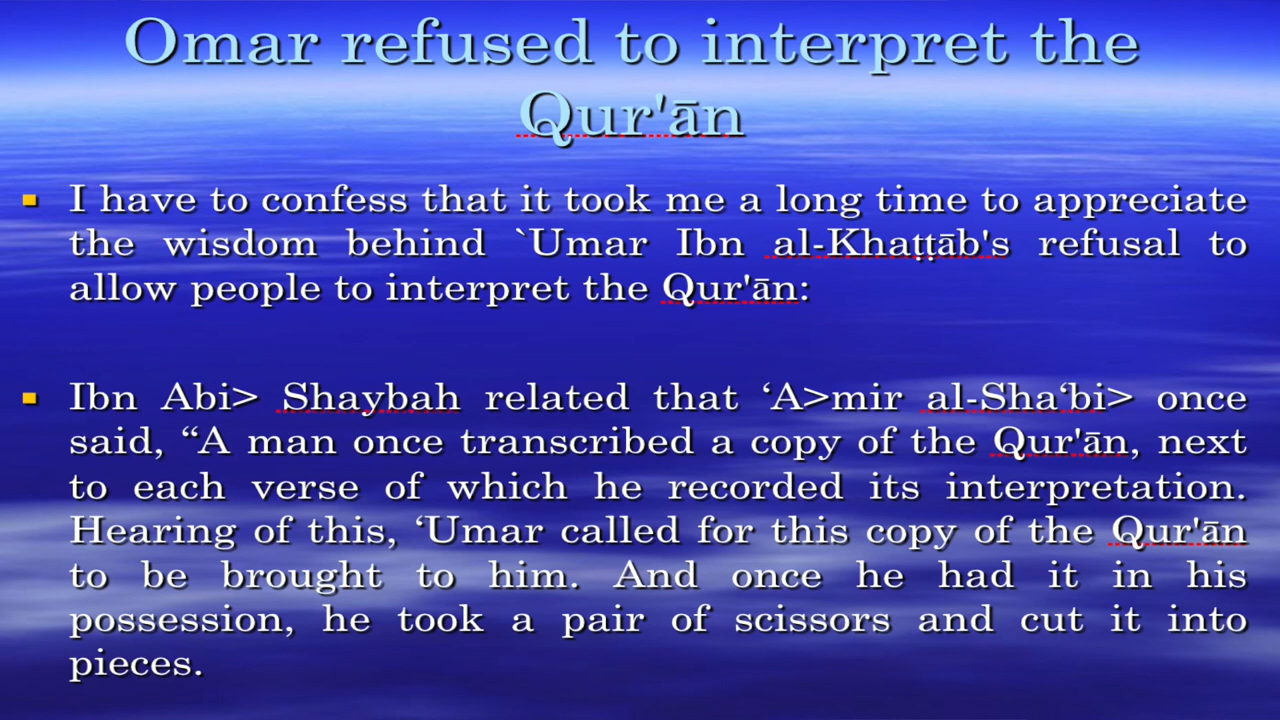 Omar refused to interpret the
Qur'ān
I have to confess that it took me a long time to appreciate
the wisdom behind `Umar Ibn al-Khaṭṭāb's refusal to
allow people to interpret the Qur'ān:
Ibn Abi> Shaybah related that ‘A>mir al-Sha‘bi> once
said, “A man once transcribed a copy of the Qur'ān, next
to each verse of which he recorded its interpretation.
Hearing of this, ‘Umar called for this copy of the Qur'ān
to be brought to him. And once he had it in his
possession, he took a pair of scissors and cut it into
pieces.